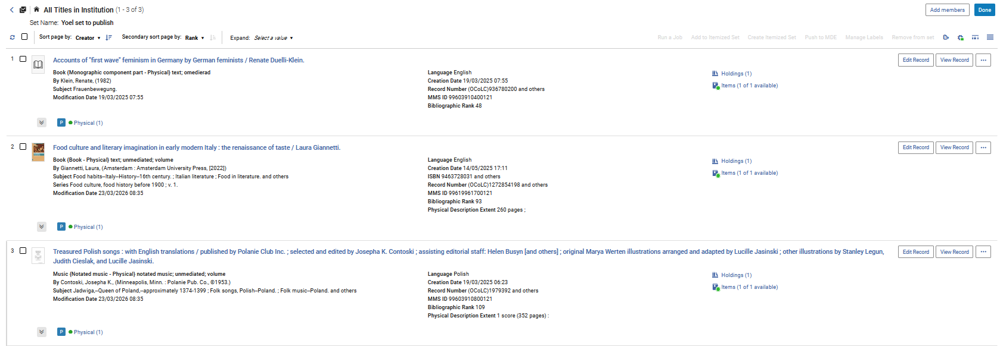 All Titles in Institution (1 - 3 of 3)
Add members
Done
Set Name: Yoel set to publish
Sort page by: Creator
Secondary sort page by: Rank
Expand: Select a value
Run a Job
Add to Itemized Set
Create Itemized Set
Push to MDE
Manage Labels
Remove from set
1
Accounts of "first wave" feminism in Germany by German feminists / Renate Duelli-Klein.
Edit Record
View Record
...
Book {Monographic component part - Physical} text; omedierad
By Klein, Renate, (1982)
Subject Frauenbewegung.
Modification Date 19/03/2025 07:55
Language English
Creation Date 19/03/2025 07:55
Record Number (OCoLC)936780200 and others
MMS ID 99603910400121
Bibliographic Rank 48
Holdings (1)
Items (1 of 1 available)
P Physical (1)
2
Food culture and literary imagination in early modern Italy : the renaissance of taste / Laura Giannetti.
Edit Record
View Record
...
Book {Book - Physical} text; unmediated; volume
By Giannetti, Laura, (Amsterdam : Amsterdam University Press, [2022])
Subject Food habits--Italy--History--16th century. ; Italian literature ; Food in literature. and others
Series Food culture, food history before 1900 ; v. 1.
Modification Date 23/03/2026 08:35
Language English
Creation Date 14/05/2025 17:11
ISBN 9463728031 and others
Record Number (OCoLC)1272854198 and others
MMS ID 99619961700121
Bibliographic Rank 93
Physical Description Extent 260 pages ;
Holdings (1)
Items (1 of 1 available)
P Physical (1)
3
Treasured Polish songs : with English translations / published by Polanie Club Inc. ; selected and edited by Josepha K. Contoski ; assisting editorial staff: Helen Busyn [and others] ; original Marya Werten illustrations arranged and adapted by Lucille Jasinski ; other illustrations by Stanley Legun,
Judith Cieslak, and Lucille Jasinski.
Edit Record
View Record
...
Music {Notated music - Physical} notated music; unmediated; volume
By Contoski, Josepha K., (Minneapolis, Minn. : Polanie Pub. Co., ©1953.)
Subject Jadwiga,--Queen of Poland,--approximately 1374-1399 ; Folk songs, Polish--Poland. ; Folk music--Poland. and others
Modification Date 23/03/2026 08:35
Language Polish
Creation Date 19/03/2025 06:23
Record Number (OCoLC)1979392 and others
MMS ID 99603910800121
Bibliographic Rank 109
Physical Description Extent 1 score (352 pages) :
Holdings (1)
Items (1 of 1 available)
P Physical (1)